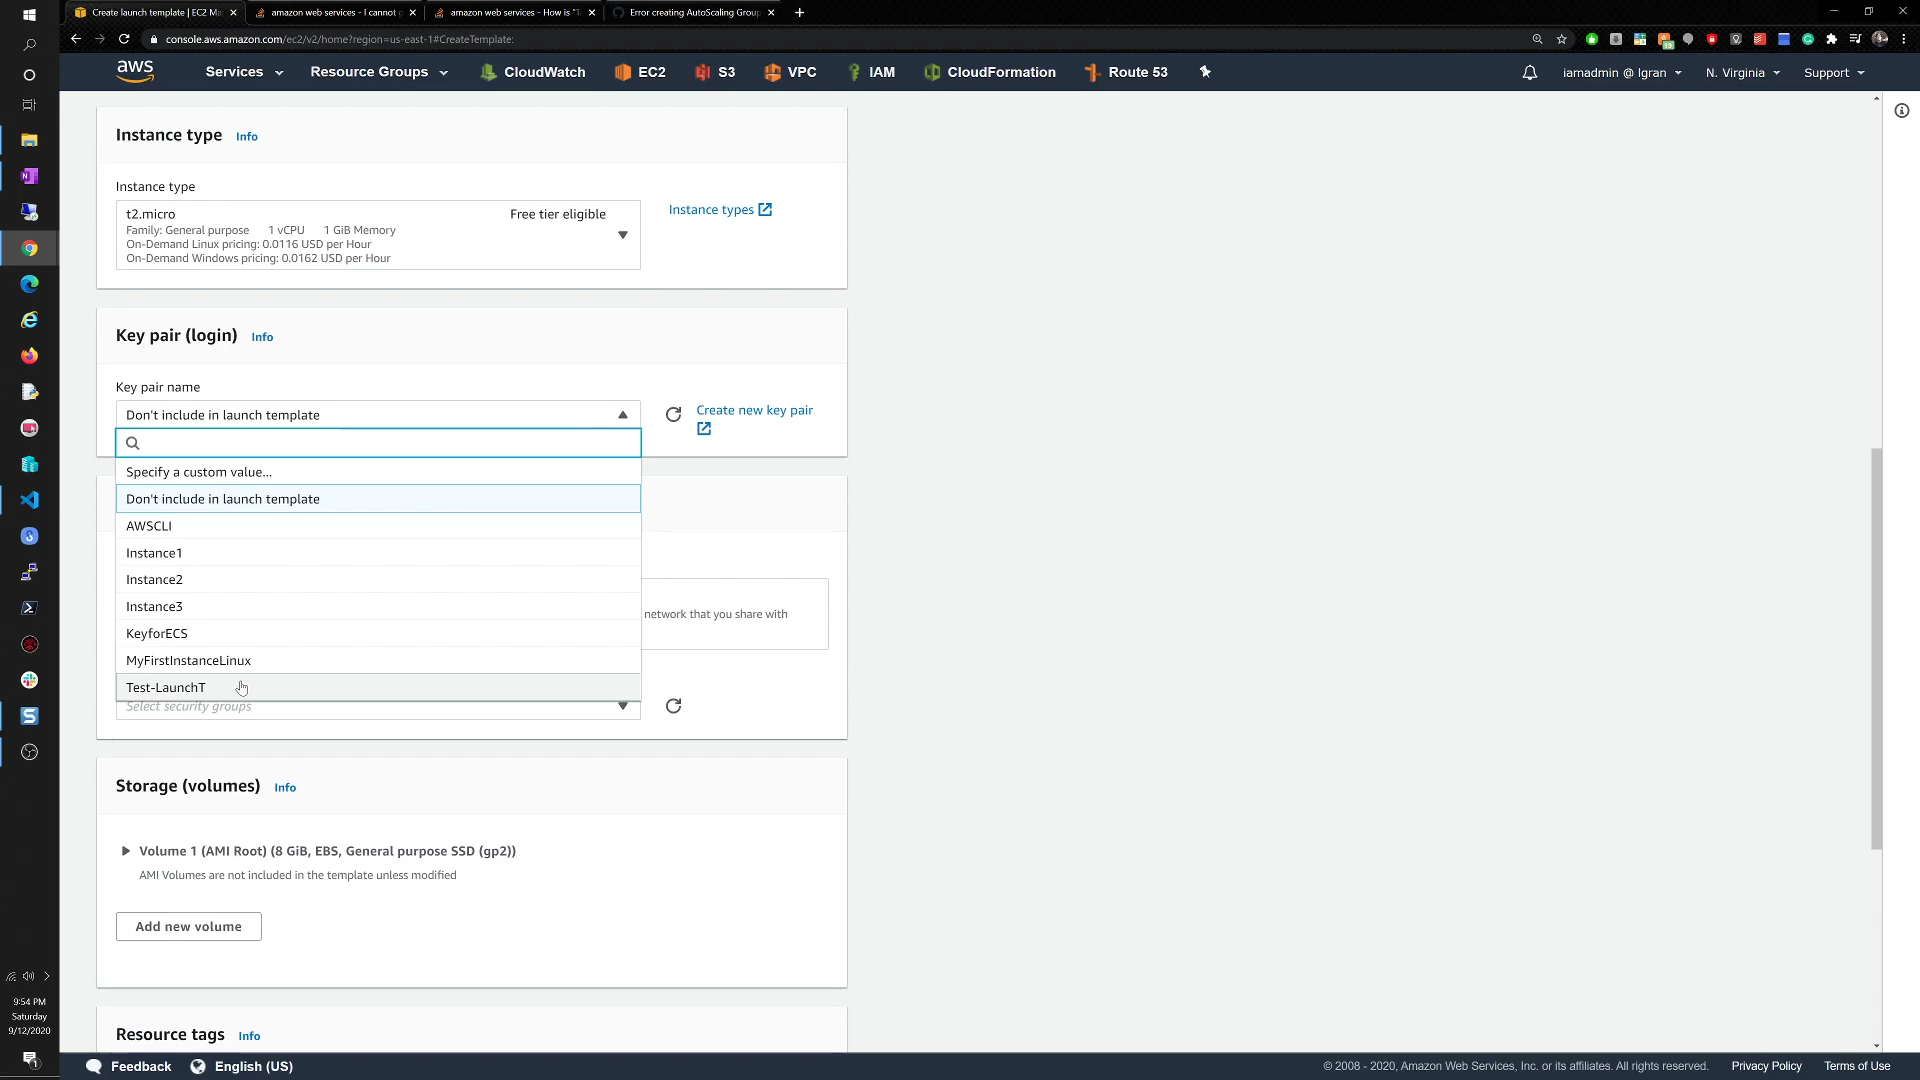 Create launch template | EC2 Ma
amazon web services - I cannot g
amazon web services - How is "T
Error creating AutoScaling Group
console.aws.amazon.com/ec2/v2/home?region=us-east-1#CreateTemplate:
aws
Services
Resource Groups
CloudWatch
EC2
S3
VPC
IAM
CloudFormation
Route 53
iamadmin @ lgran
N. Virginia
Support
Instance type Info
Instance type
t2.micro Free tier eligible
Family: General purpose 1 vCPU 1 GiB Memory
On-Demand Linux pricing: 0.0116 USD per Hour
On-Demand Windows pricing: 0.0162 USD per Hour
Instance types
Key pair (login) Info
Key pair name
Don't include in launch template
Create new key pair
Specify a custom value...
Don't include in launch template
AWSCLI
Instance1
Instance2
Instance3
network that you share with
KeyforECS
MyFirstInstanceLinux
Test-LaunchT
Select security groups
Storage (volumes) Info
Volume 1 (AMI Root) (8 GiB, EBS, General purpose SSD (gp2))
AMI Volumes are not included in the template unless modified
Add new volume
Resource tags Info
9:54 PM
Saturday
9/12/2020
Feedback
English (US)
© 2008 - 2020, Amazon Web Services, Inc. or its affiliates. All rights reserved.
Privacy Policy
Terms of Use